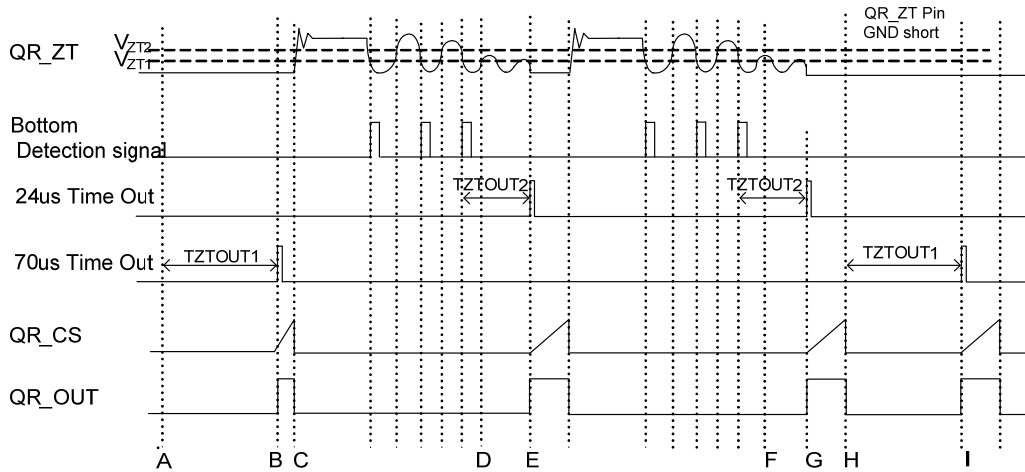 QR_ZT Pin
GND short
VZT2
QR_ZT
VZT1
Bottom
Detection signal
24us Time Out
TZTOUT2
TZTOUT2
70us Time Out
TZTOUT1
TZTOUT1
QR_CS
QR_OUT
A B C D E F G H I